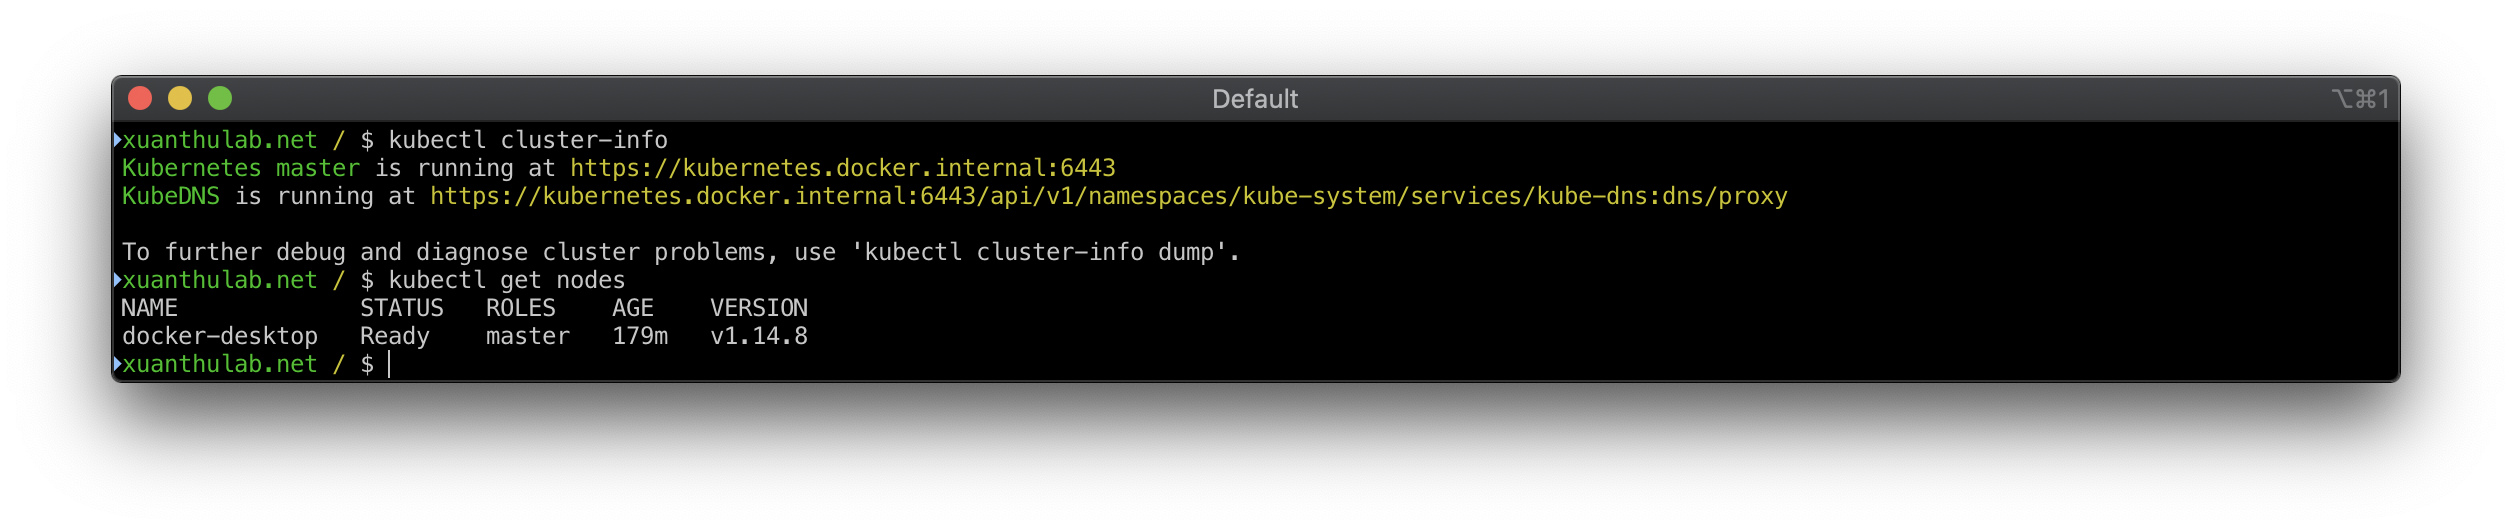 Default
⌥⌘1
xuanthulab.net / $ kubectl cluster-info
Kubernetes master is running at https://kubernetes.docker.internal:6443
KubeDNS is running at https://kubernetes.docker.internal:6443/api/v1/namespaces/kube-system/services/kube-dns:dns/proxy
To further debug and diagnose cluster problems, use 'kubectl cluster-info dump'.
xuanthulab.net / $ kubectl get nodes
NAME             STATUS   ROLES    AGE    VERSION
docker-desktop   Ready    master   179m   v1.14.8
xuanthulab.net / $